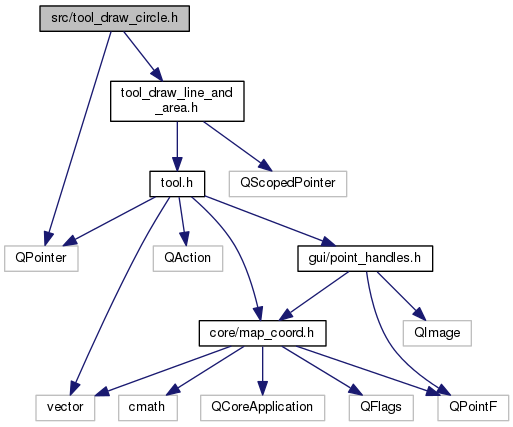 src/tool_draw_circle.h
tool_draw_line_and
_area.h
tool.h
QScopedPointer
QPointer
QAction
gui/point_handles.h
core/map_coord.h
QImage
vector
cmath
QCoreApplication
QFlags
QPointF